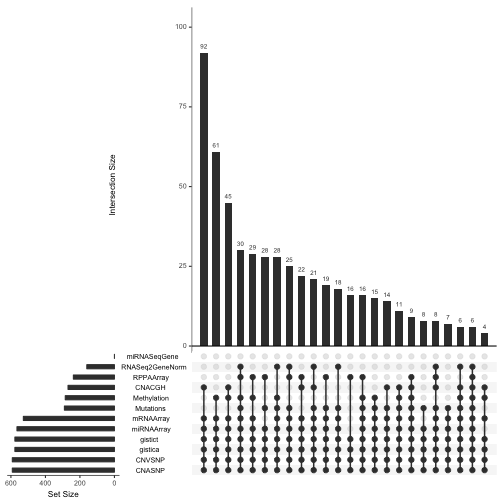 100
92
75
61
Intersection Size
50
45
30
29
28
28
25
25
22
21
19
18
16
16
15
14
11
9
8
8
7
6
6
4
0
miRNASeqGene
RNASeq2GeneNorm
RPPAArray
CNACGH
Methylation
Mutations
mRNAArray
miRNAArray
gistict
gistica
CNVSNP
CNASNP
600 400 200 0
Set Size